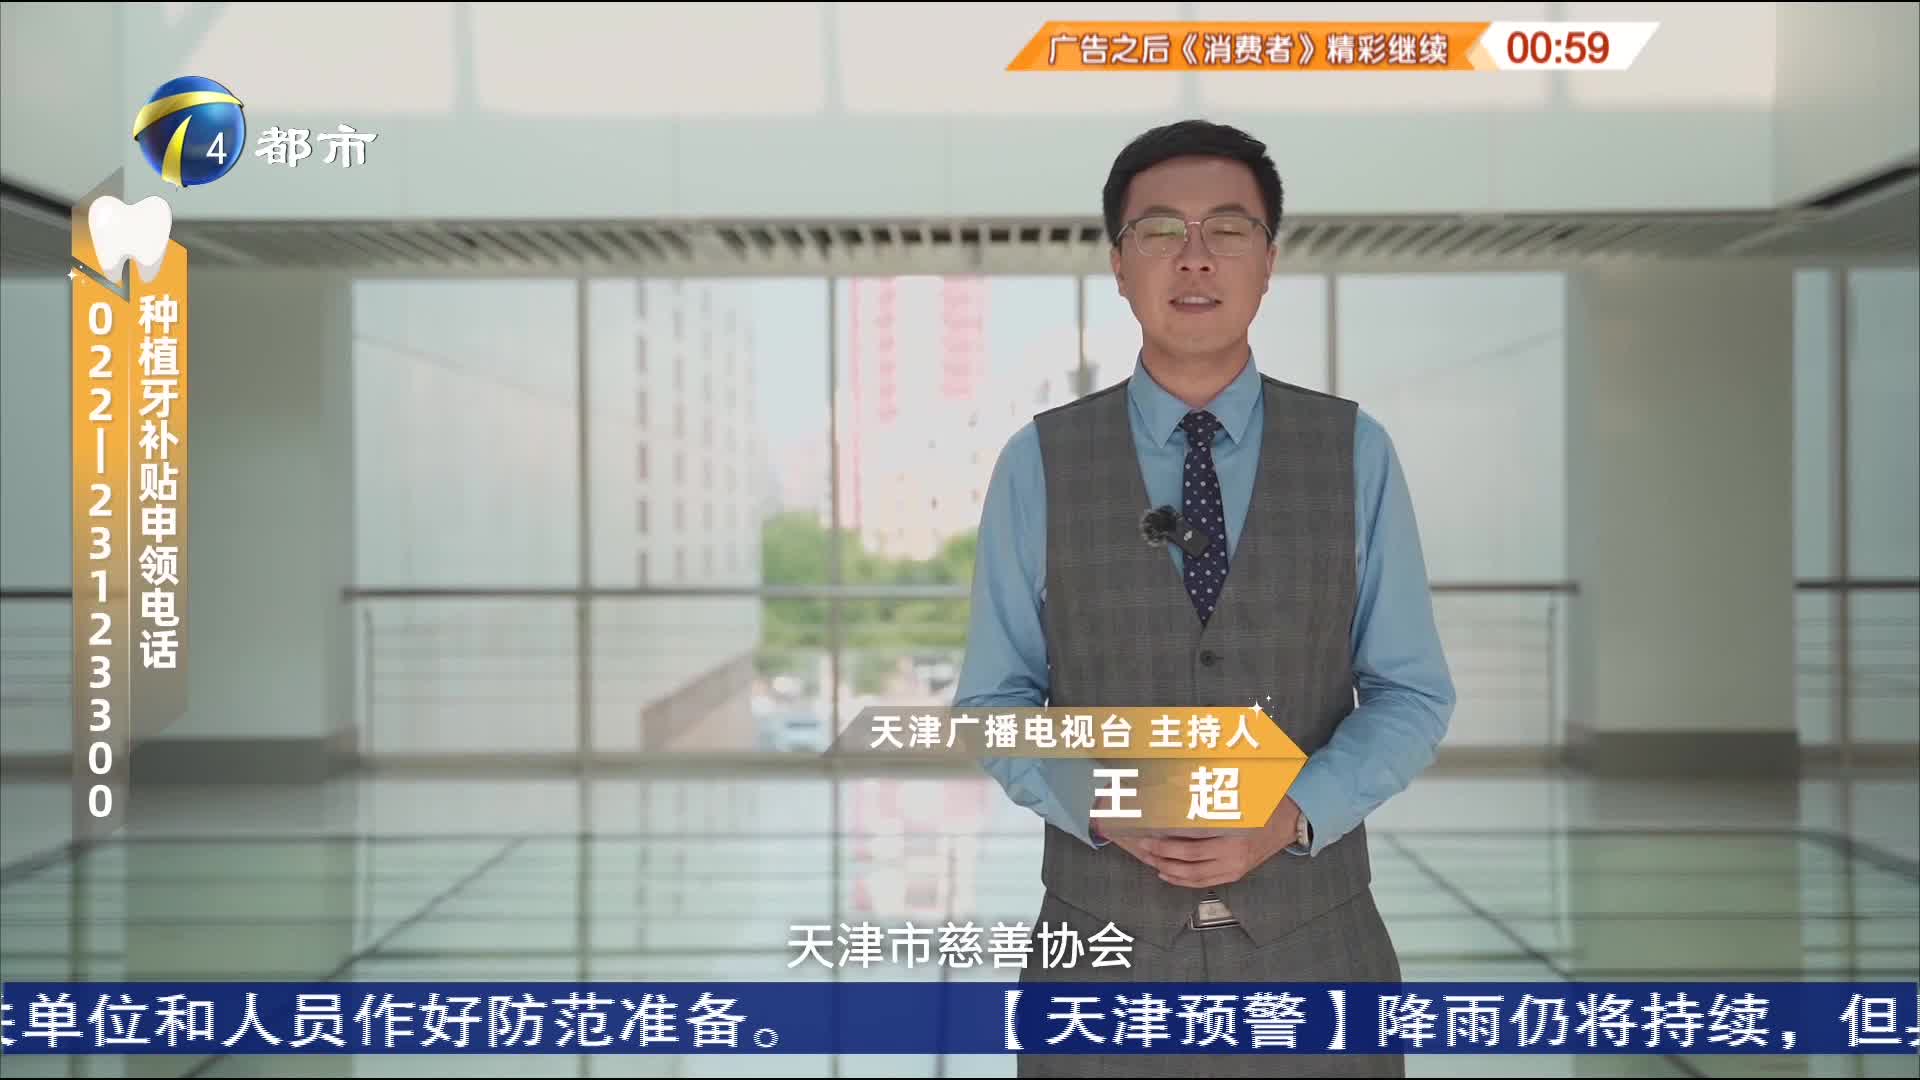 广告之后《消费者》精彩继续 00:59
4 都市
种植牙补贴申领电话
022—23123300
天津广播电视台 主持人
王 超
天津市慈善协会
单位和人员作好防范准备。 【天津预警】降雨仍将持续，但